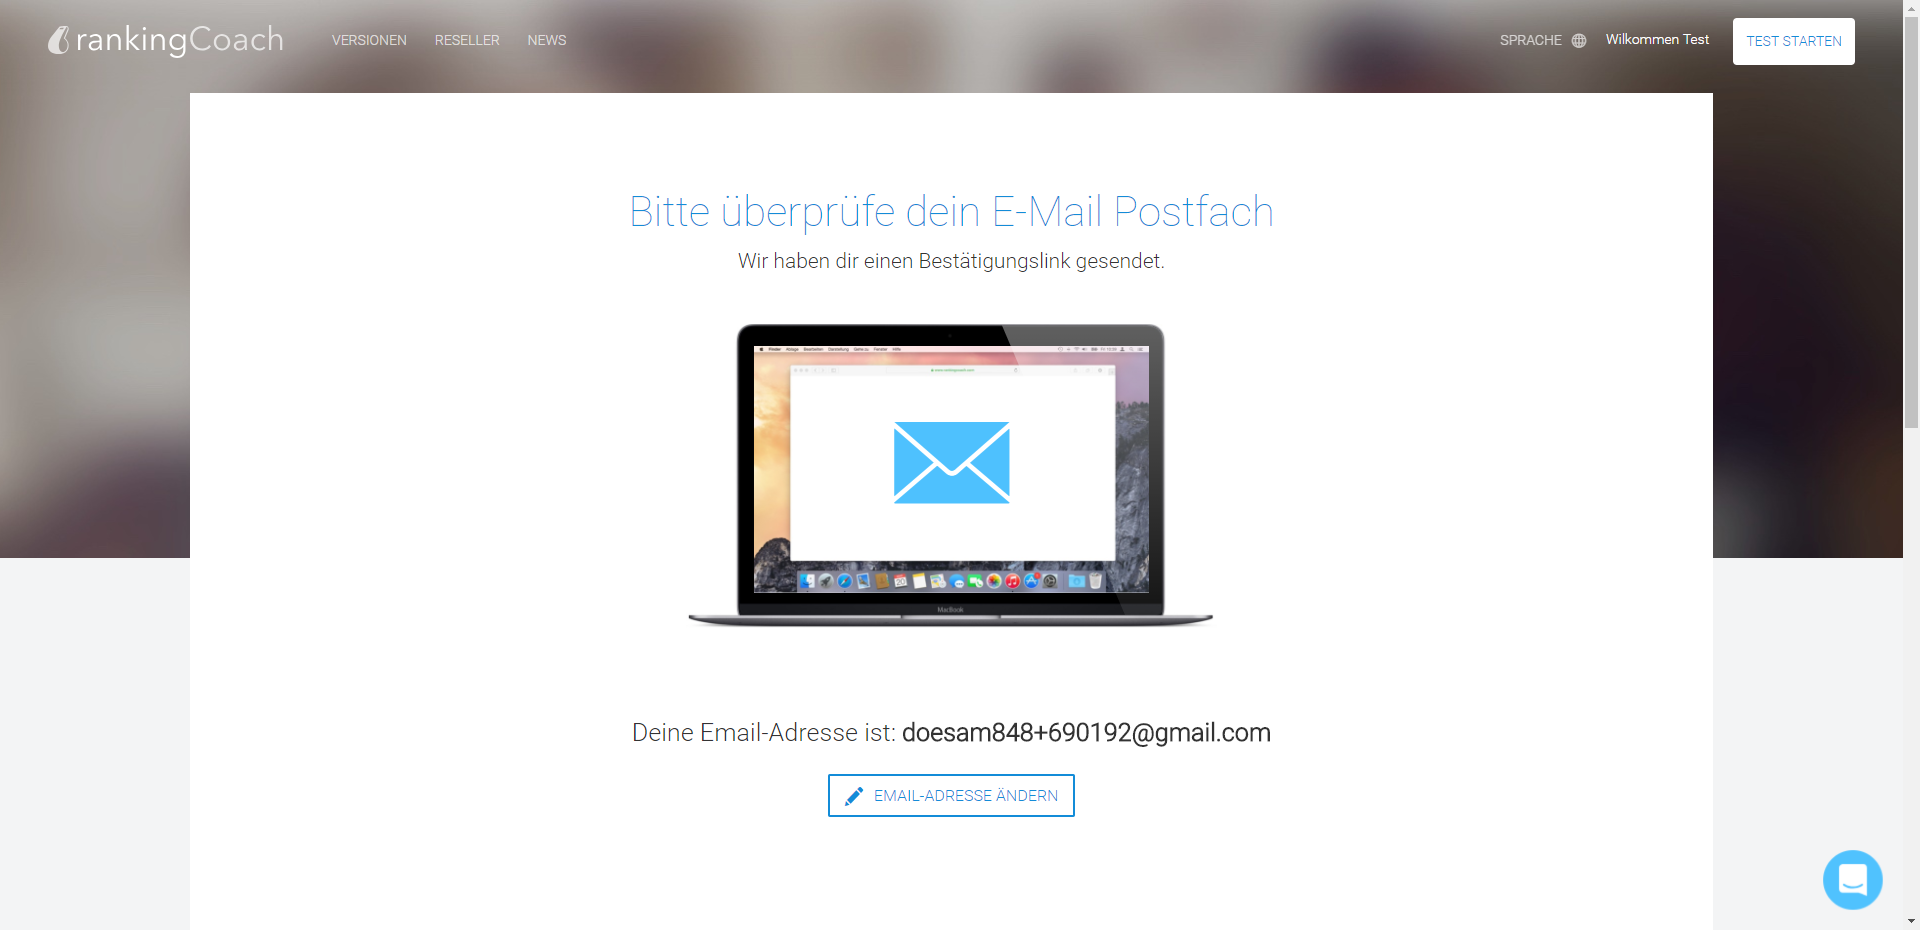 rankingCoach
VERSIONEN RESELLER NEWS
SPRACHE Wilkommen Test TEST STARTEN
Bitte überprüfe dein E-Mail Postfach
Wir haben dir einen Bestätigungslink gesendet.
MacBook
Deine Email-Adresse ist: doesam848+690192@gmail.com
EMAIL-ADRESSE ÄNDERN